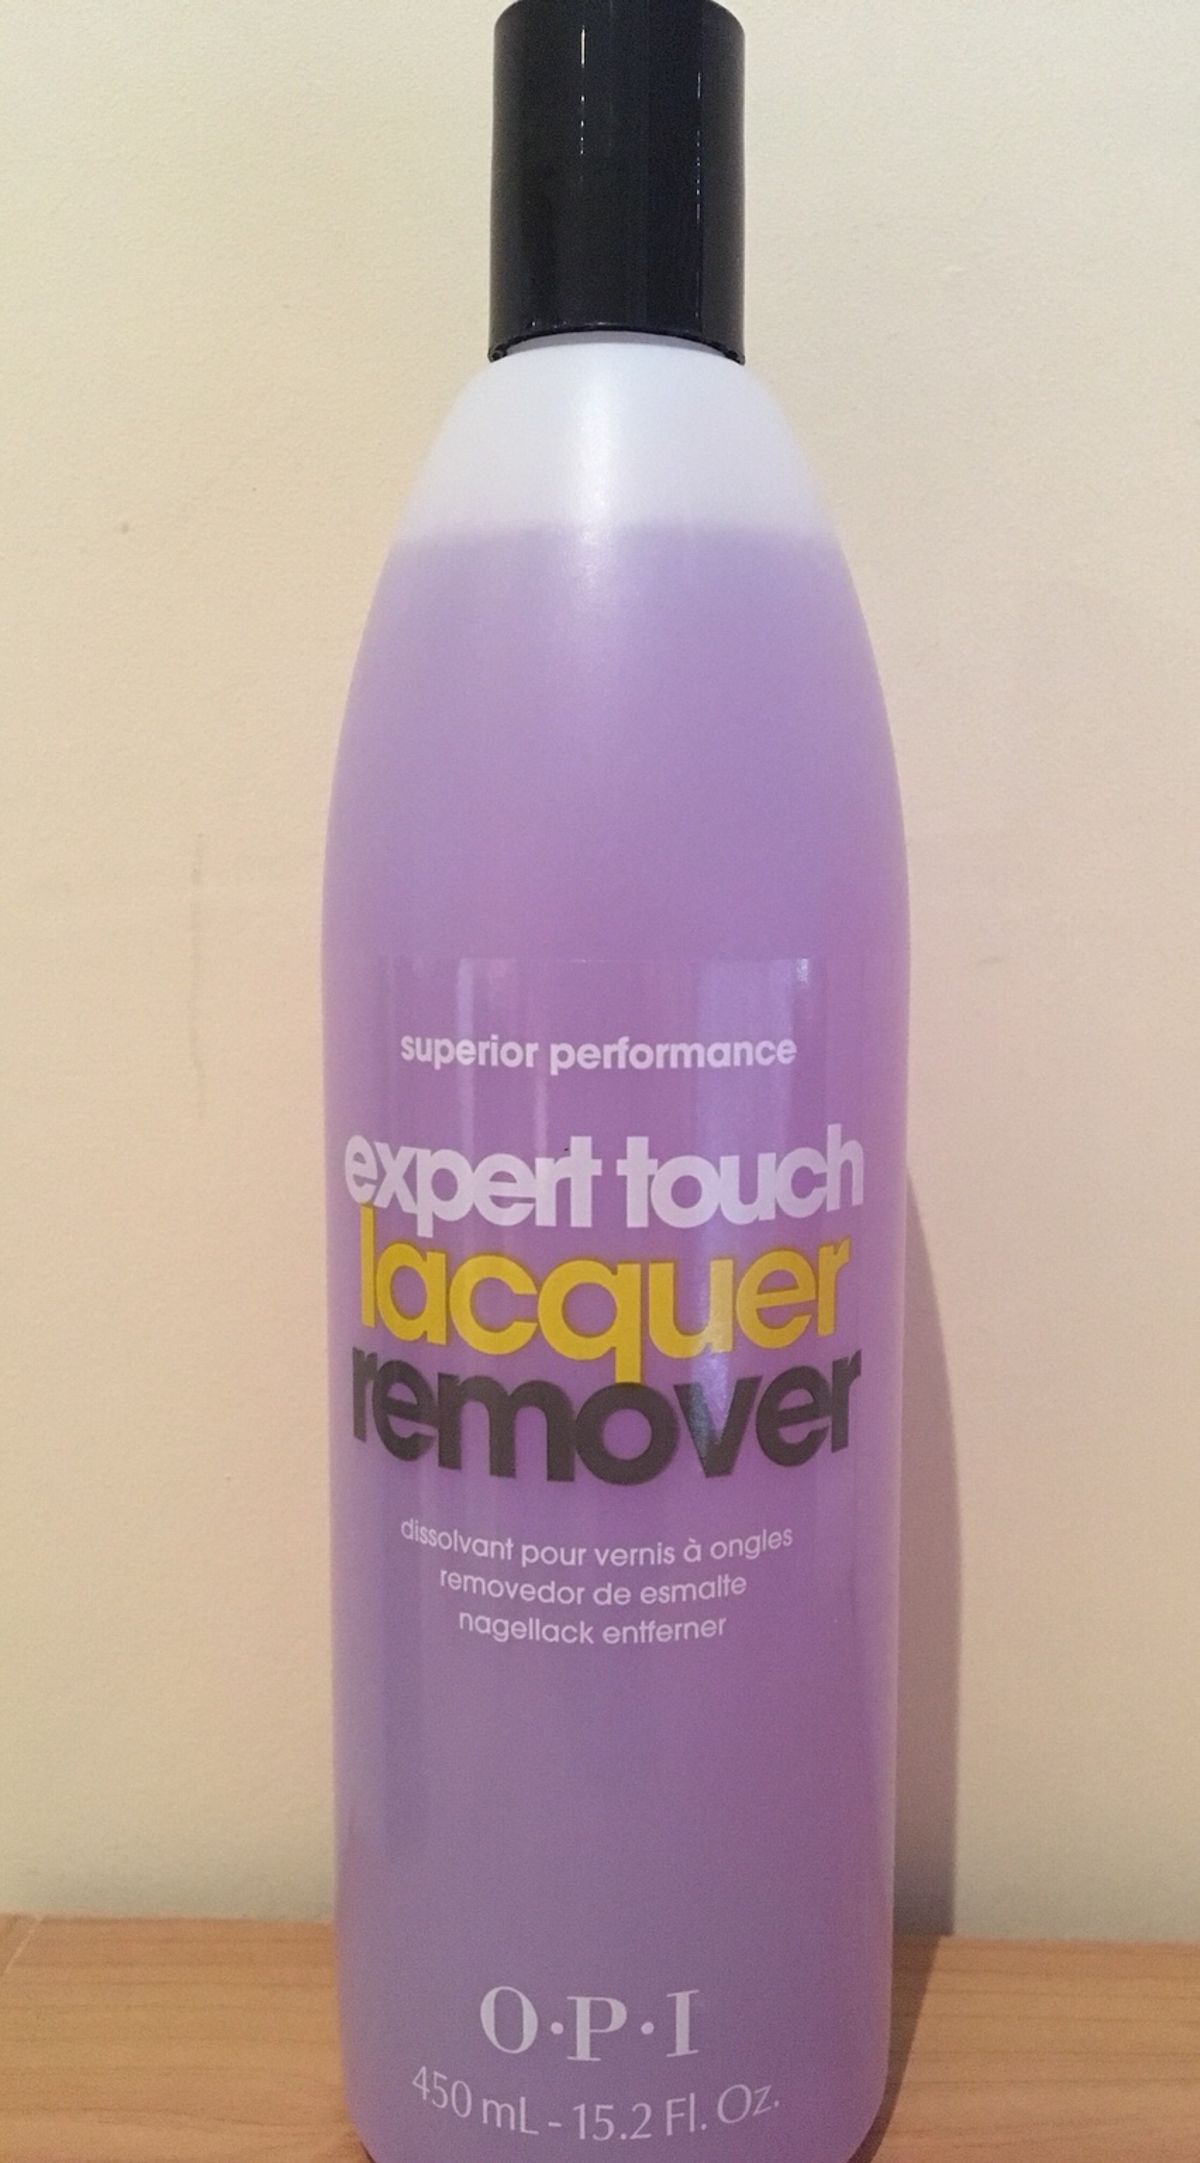 superior performance
expert touch
lacquer
remover
dissolvant pour vernis à ongles
removedor de esmalte
nagellack entferner
O·P·I
450 mL - 15.2 Fl. Oz.